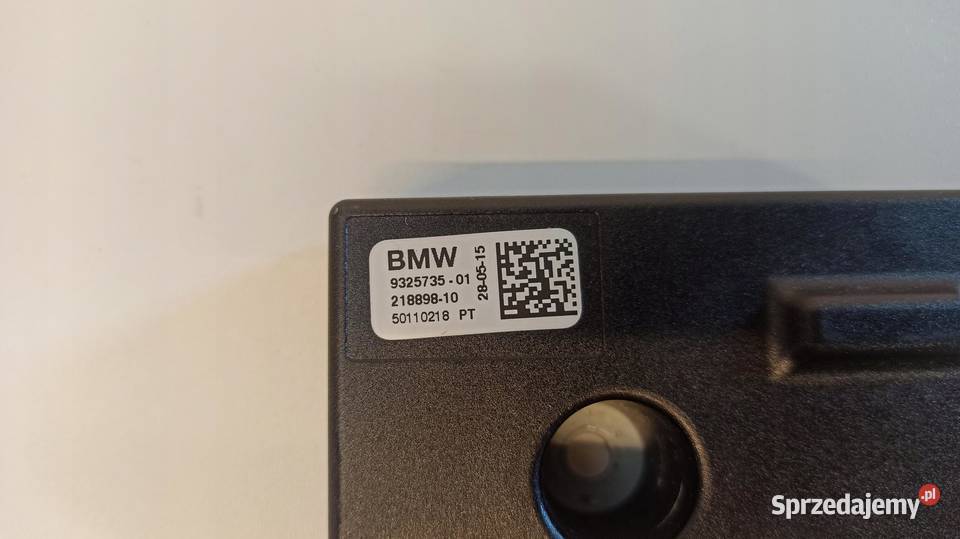 BMW
9325735 - 01
218898-10
50110218 PT
28-05-15
Sprzedajemy.pl